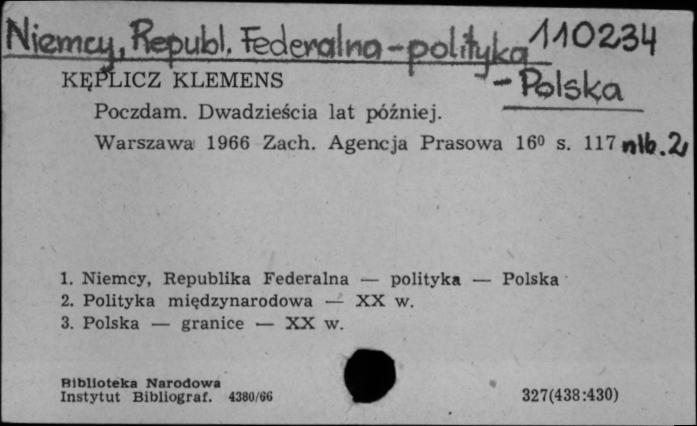 Niemcy, Republ. Federalna - polityka 110234
- Polska
KĘPLICZ KLEMENS
Poczdam. Dwadzieścia lat później.
Warszawa 1966 Zach. Agencja Prasowa 16⁰ s. 117 nlb. 2,
1. Niemcy, Republika Federalna — polityka — Polska
2. Polityka międzynarodowa — XX w.
3. Polska — granice — XX w.
Biblioteka Narodowa
Instytut Bibliograf. 4380/66 327(438:430)